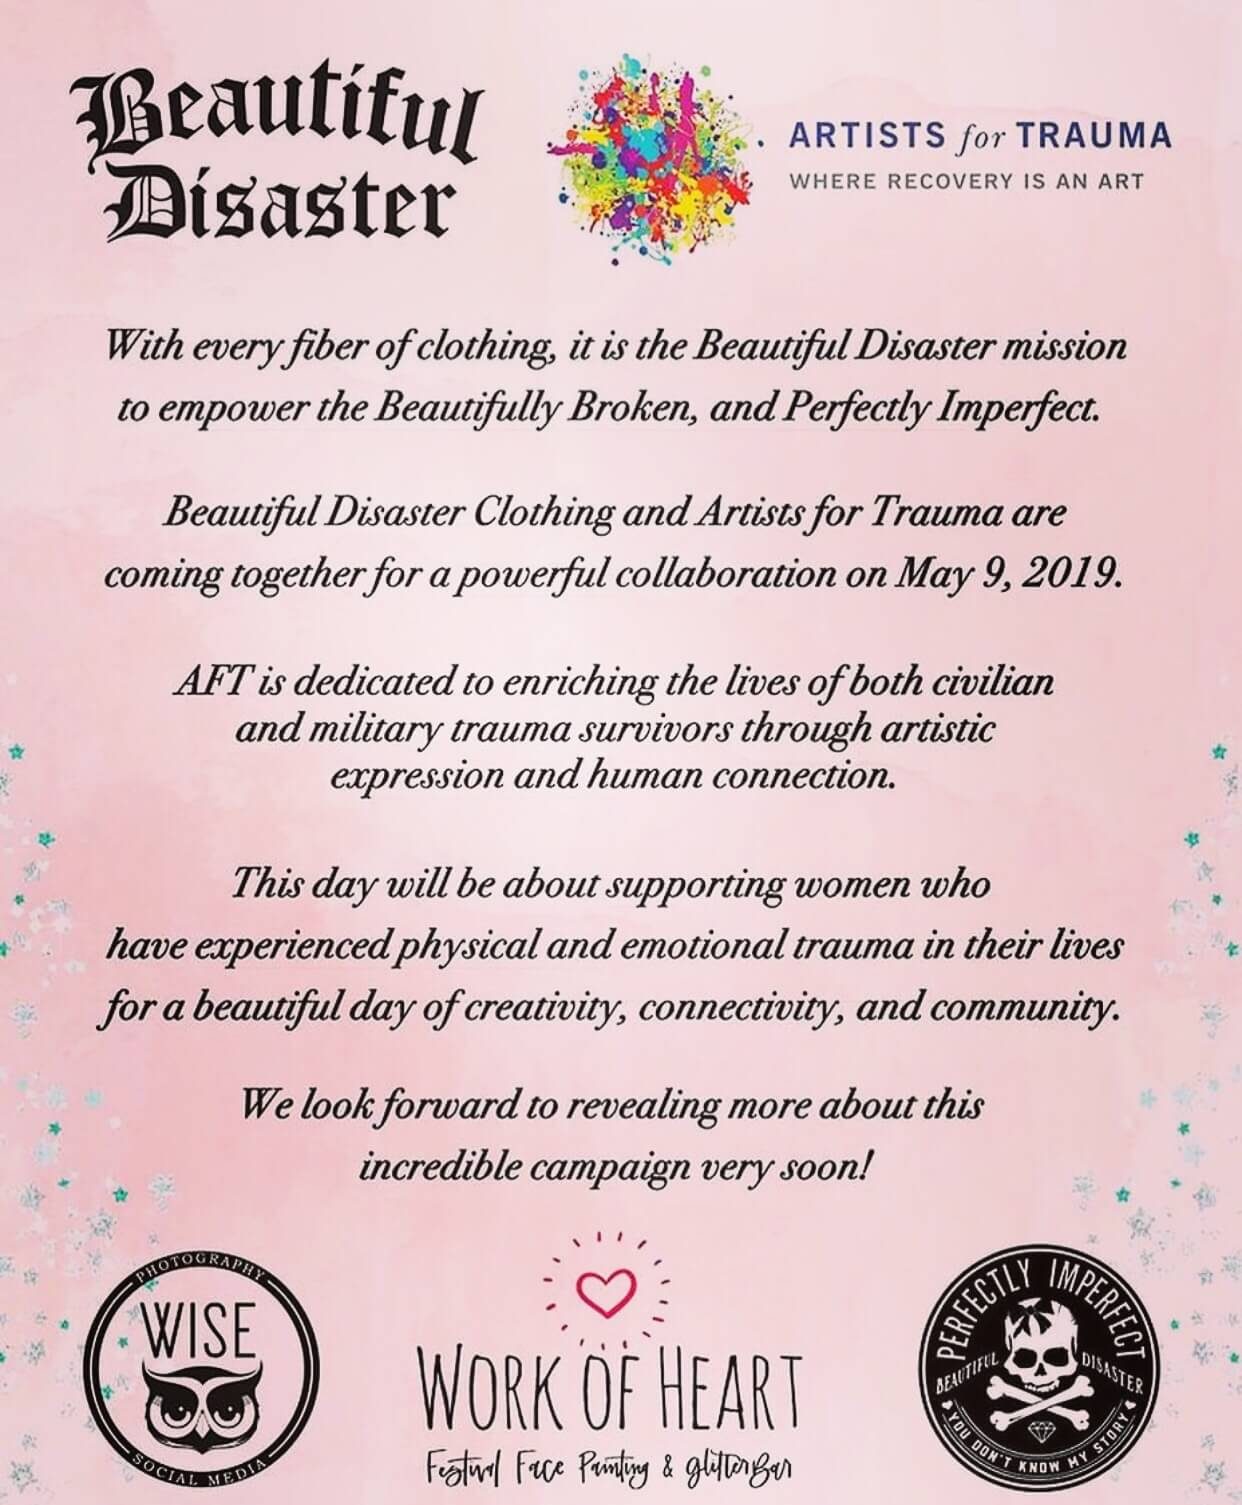 Beautiful
Disaster
ARTISTS for TRAUMA
WHERE RECOVERY IS AN ART
With every fiber of clothing, it is the Beautiful Disaster mission
to empower the Beautifully Broken, and Perfectly Imperfect.
Beautiful Disaster Clothing and Artists for Trauma are
coming together for a powerful collaboration on May 9, 2019.
AFT is dedicated to enriching the lives of both civilian
and military trauma survivors through artistic
expression and human connection.
This day will be about supporting women who
have experienced physical and emotional trauma in their lives
for a beautiful day of creativity, connectivity, and community.
We look forward to revealing more about this
incredible campaign very soon!
PHOTOGRAPHY
WISE
SOCIAL MEDIA
WORK OF HEART
Festival Face Painting & glitterBar
PERFECTLY IMPERFECT
BEAUTIFUL DISASTER
YOU DON'T KNOW MY STORY